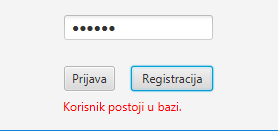 ••••••
Prijava Registracija
Korisnik postoji u bazi.